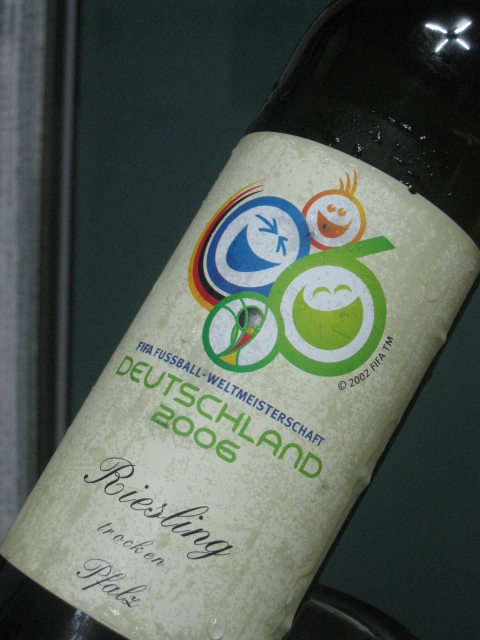 © 2002 FIFA TM
FIFA FUSSBALL-WELTMEISTERSCHAFT
DEUTSCHLAND
2006
Riesling
trocken
Pfalz